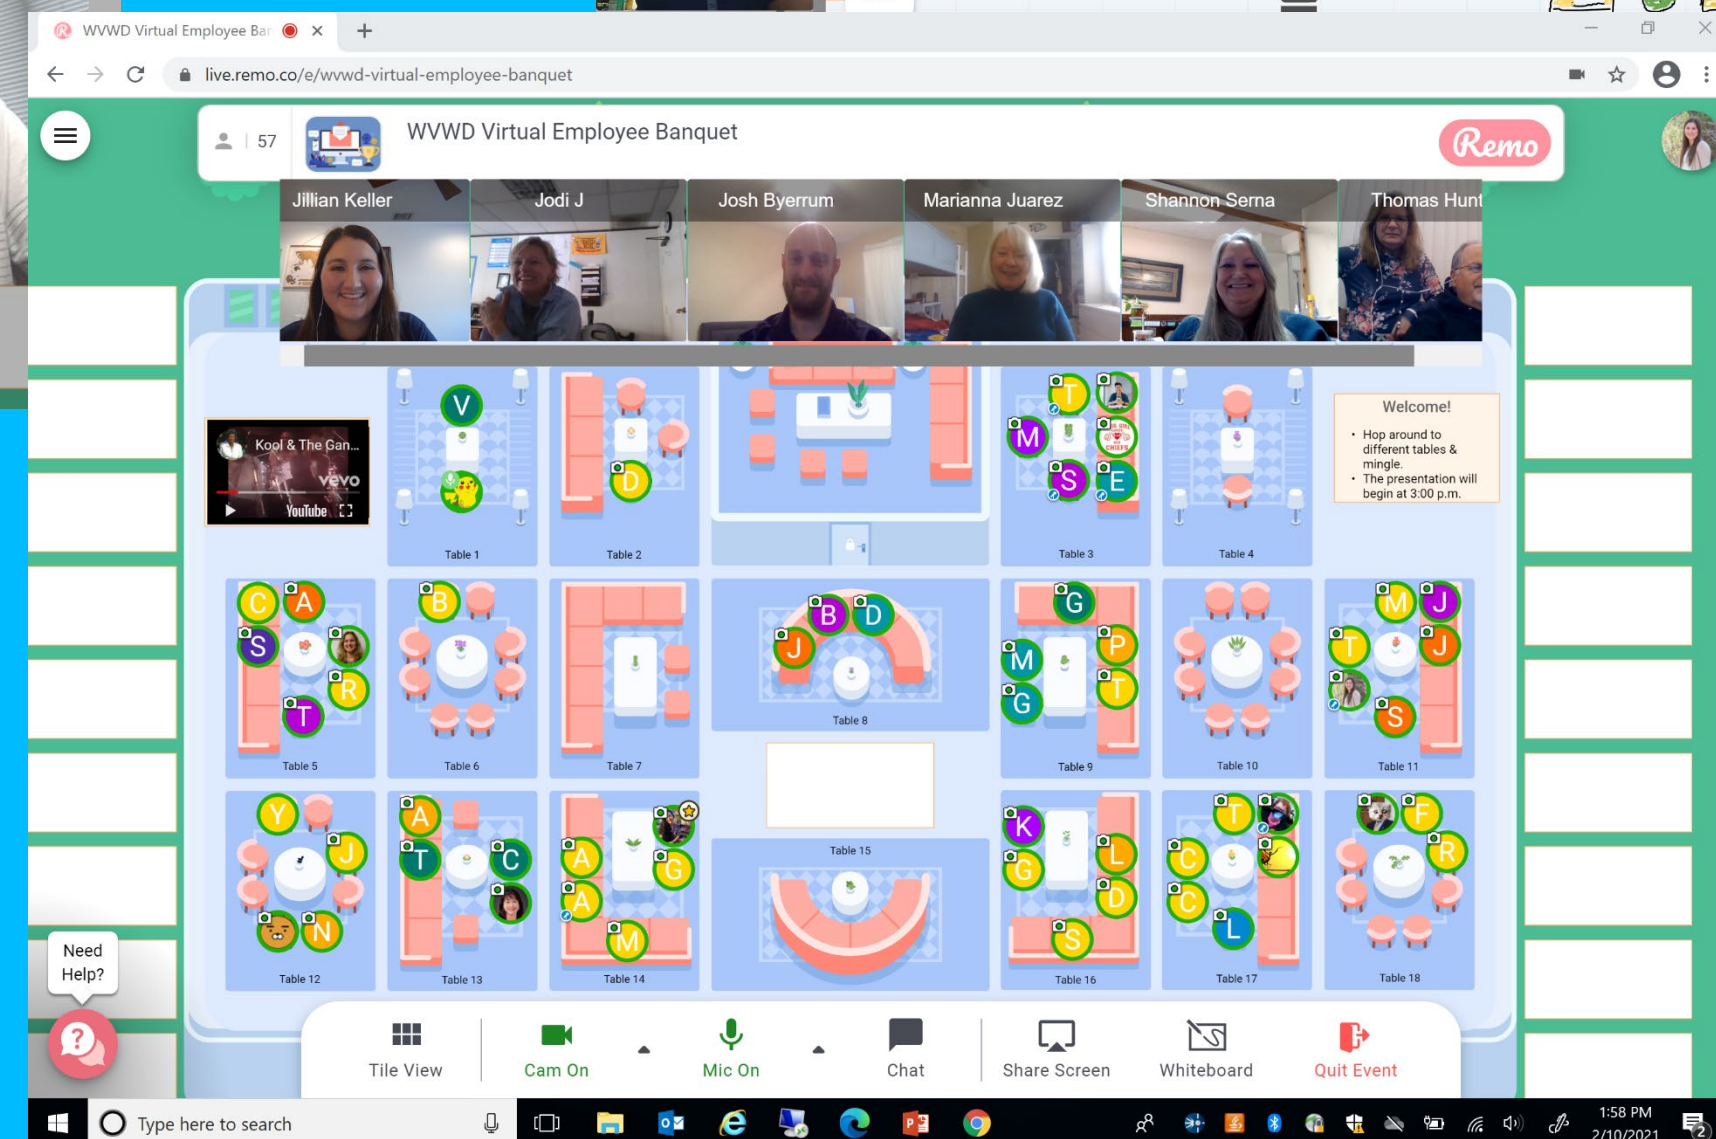 WVWD Virtual Employee Ban
live.remo.co/e/wvwd-virtual-employee-banquet
57
WVWD Virtual Employee Banquet
Remo
Jillian Keller
Jodi J
Josh Byerrum
Marianna Juarez
Shannon Serna
Thomas Hunt
Kool & The Gan...
vevo
YouTube
V
Table 1
D
Table 2
T
M
CHIEFS
S
E
Table 3
Table 4
Welcome!
• Hop around to
different tables &
mingle.
• The presentation will
begin at 3:00 p.m.
C
A
S
R
T
Table 5
B
Table 6
Table 7
B
D
J
Table 8
G
M
P
G
T
Table 9
Table 10
M
J
T
J
S
Table 11
Y
J
N
Table 12
A
T
C
Table 13
A
G
A
M
Table 14
Table 15
K
L
G
D
S
Table 16
T
C
C
L
Table 17
F
R
Table 18
Need
Help?
Tile View
Cam On
Mic On
Chat
Share Screen
Whiteboard
Quit Event
Type here to search
1:58 PM
2/10/2021
2